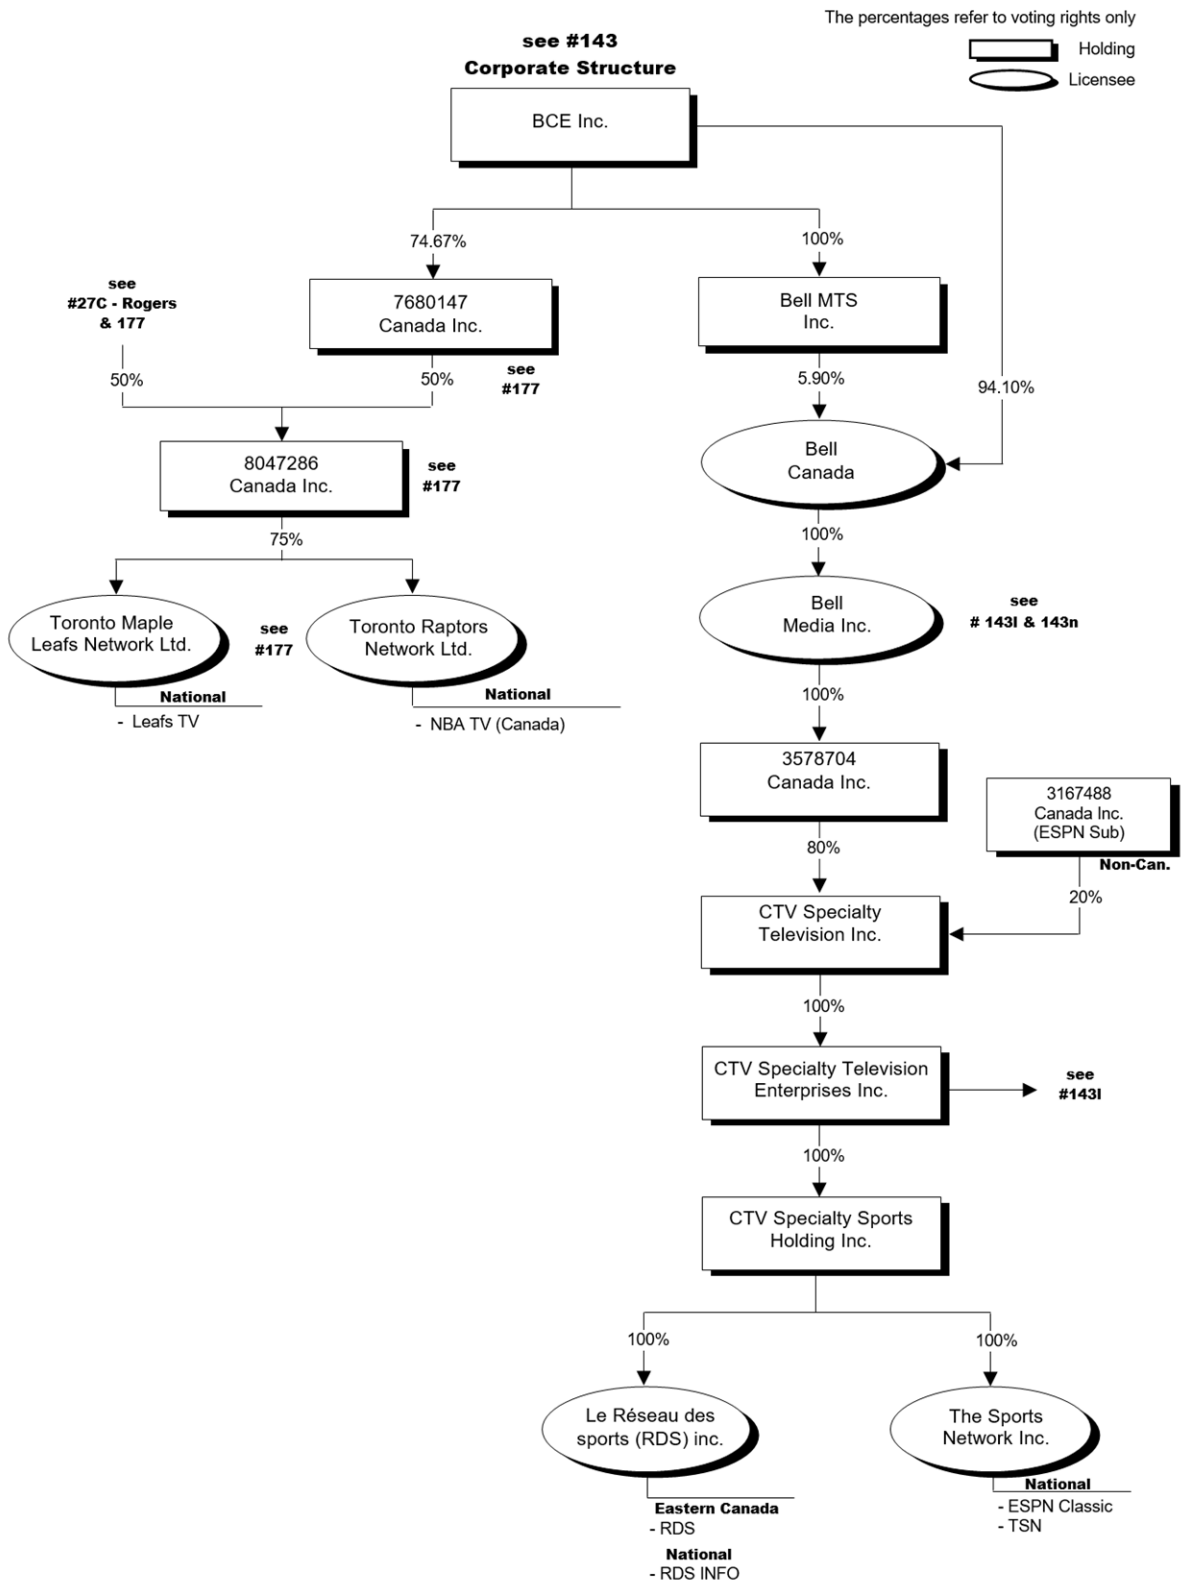 The percentages refer to voting rights only
Holding
Licensee
see #143
Corporate Structure
BCE Inc.
74.67%
100%
see
#27C - Rogers
& 177
7680147
Canada Inc.
Bell MTS
Inc.
50%
50%
see
#177
5.90%
94.10%
8047286
Canada Inc.
see
#177
Bell
Canada
75%
100%
Toronto Maple
Leafs Network Ltd.
see
#177
Toronto Raptors
Network Ltd.
Bell
Media Inc.
see
# 143l & 143n
National
- Leafs TV
National
- NBA TV (Canada)
100%
3578704
Canada Inc.
3167488
Canada Inc.
(ESPN Sub)
Non-Can.
80%
20%
CTV Specialty
Television Inc.
100%
CTV Specialty Television
Enterprises Inc.
see
#143l
100%
CTV Specialty Sports
Holding Inc.
100%
100%
Le Réseau des
sports (RDS) inc.
The Sports
Network Inc.
Eastern Canada
- RDS
National
- RDS INFO
National
- ESPN Classic
- TSN